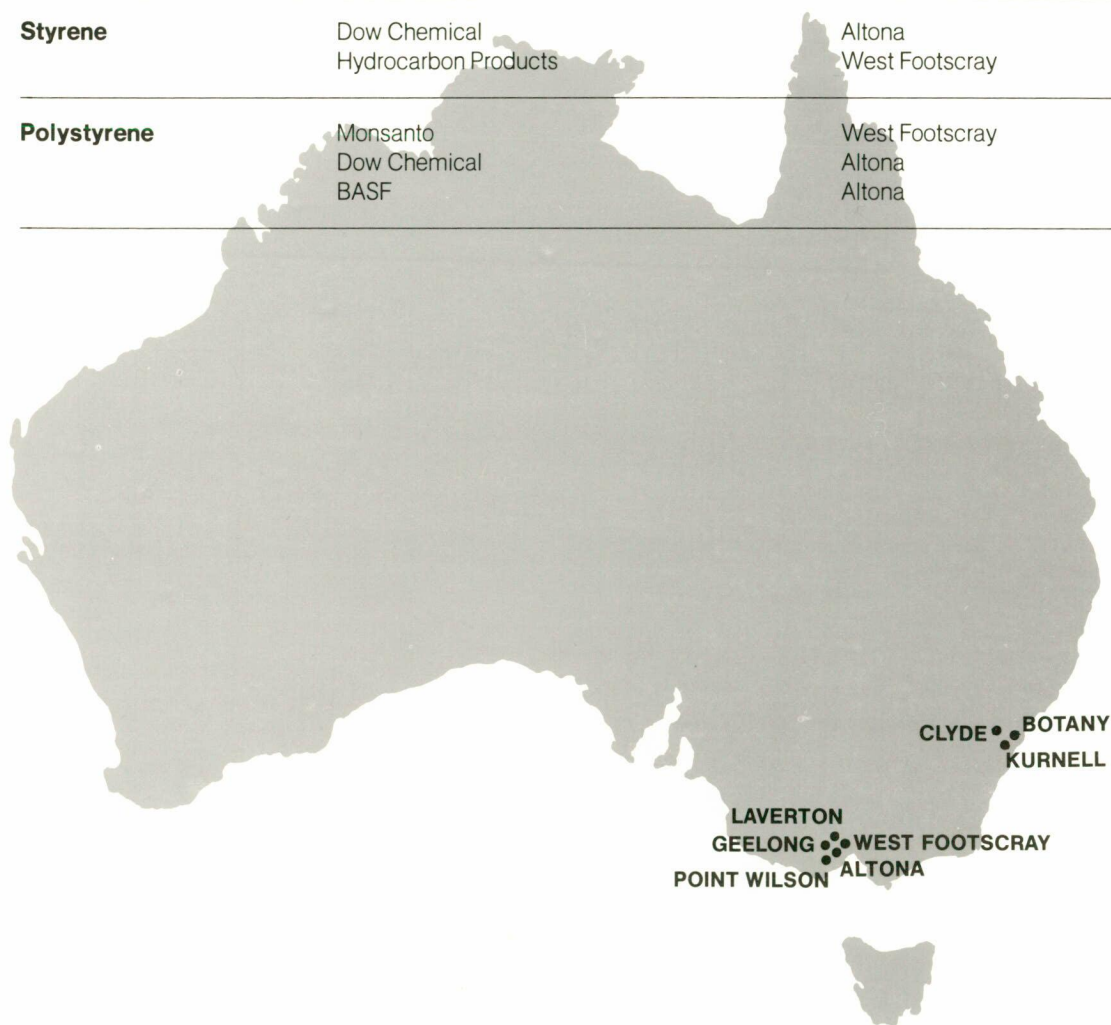 Styrene Dow Chemical Altona
Hydrocarbon Products West Footscray
Polystyrene Monsanto West Footscray
Dow Chemical Altona
BASF Altona
CLYDE BOTANY
KURNELL
LAVERTON
GEELONG WEST FOOTSCRAY
POINT WILSON ALTONA